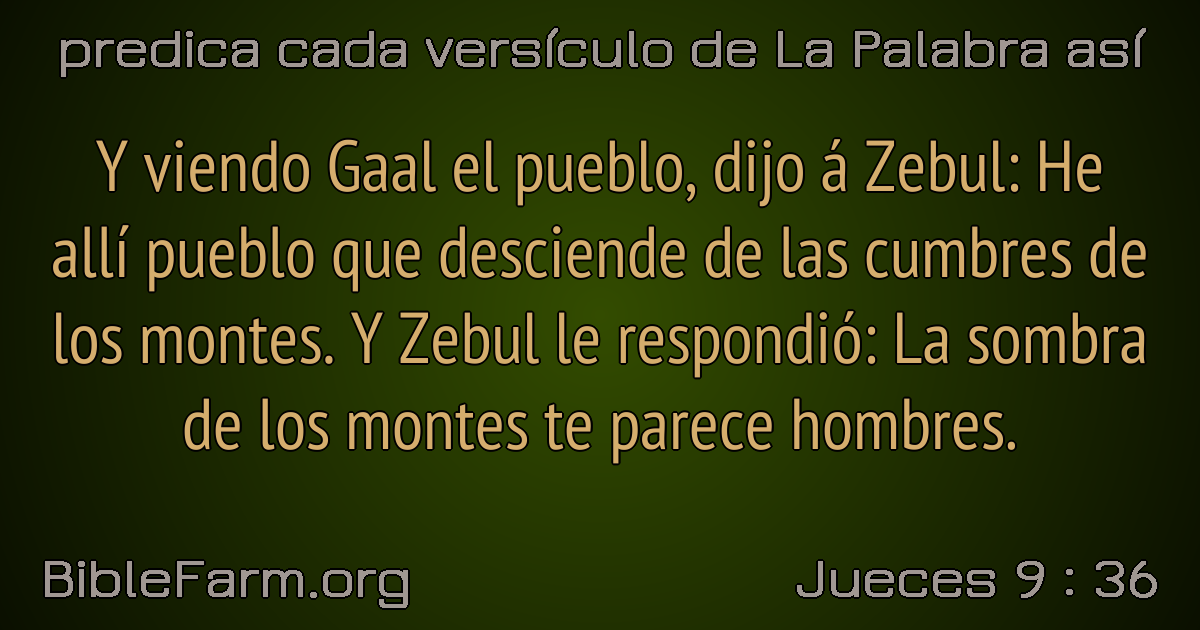 predica cada versículo de La Palabra así
Y viendo Gaal el pueblo, dijo á Zebul: He
allí pueblo que desciende de las cumbres de
los montes. Y Zebul le respondió: La sombra
de los montes te parece hombres.
BibleFarm.org
Jueces 9 : 36